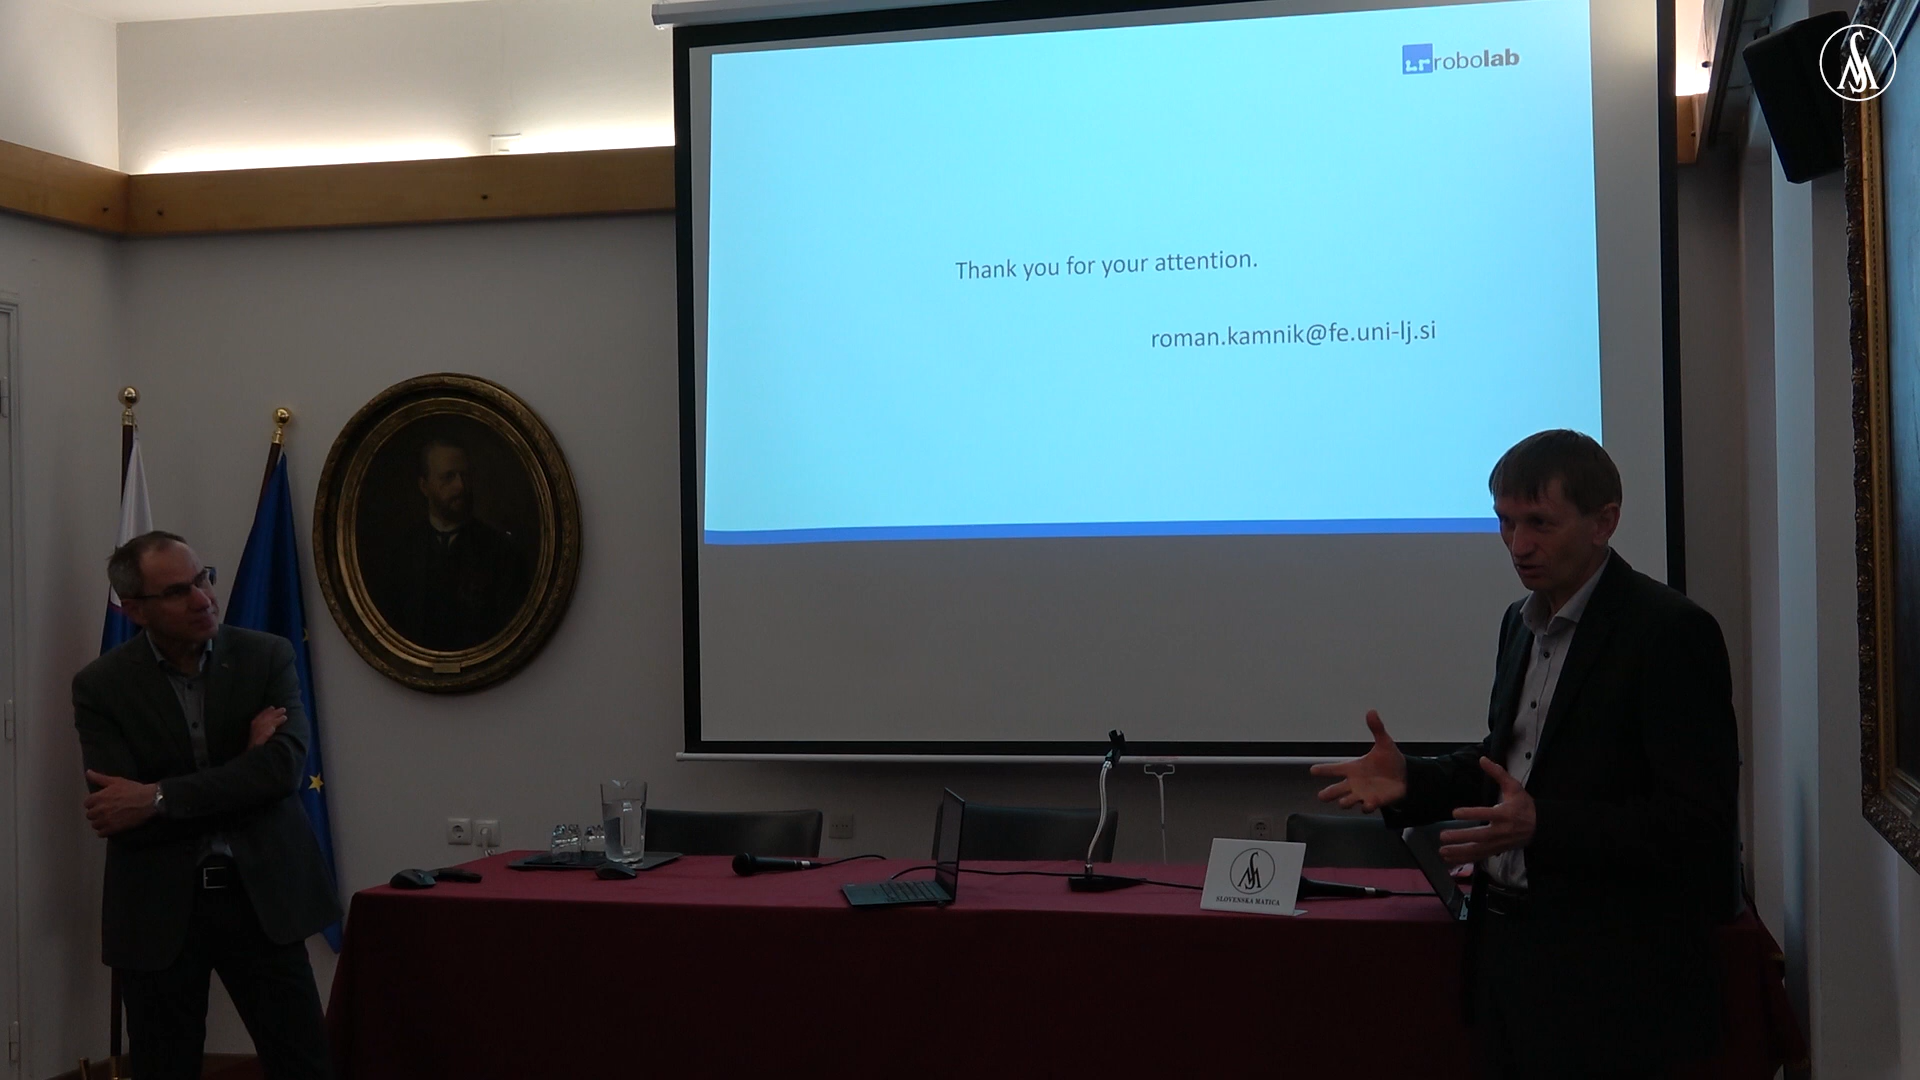 robolab
Thank you for your attention.
roman.kamnik@fe.uni-lj.si
SLOVENSKA MATICA